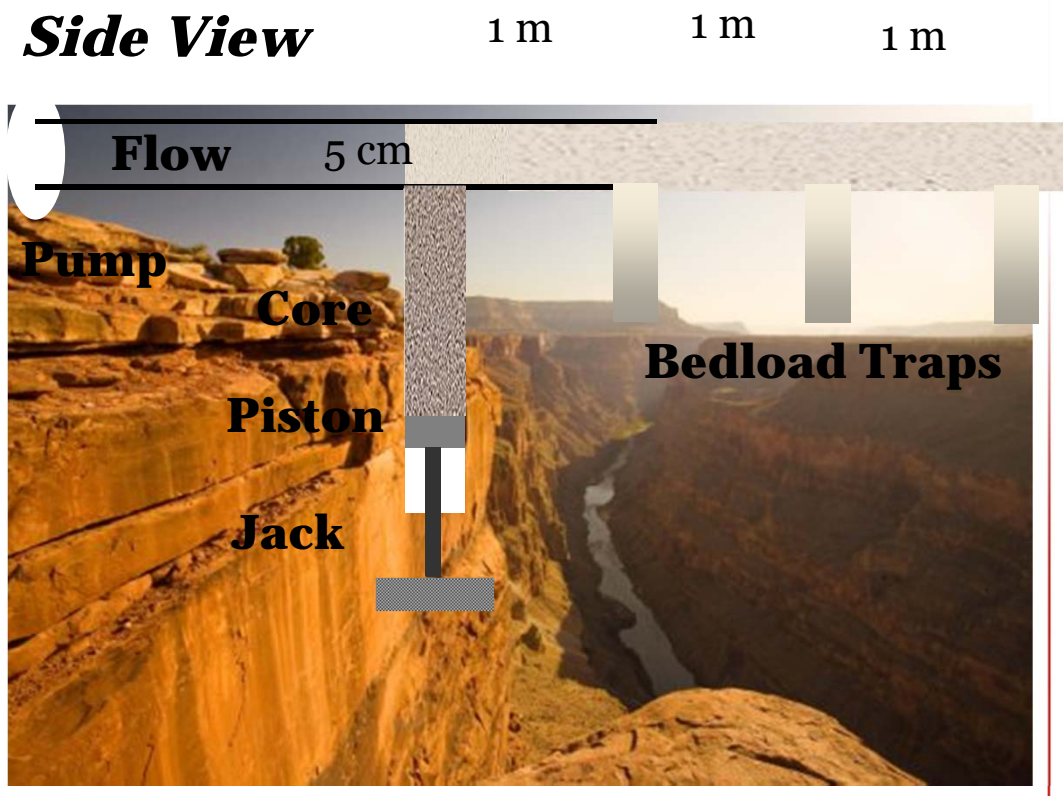 Side View
1 m
1 m
1 m
Flow
5 cm
Pump
Core
Bedload Traps
Piston
Jack